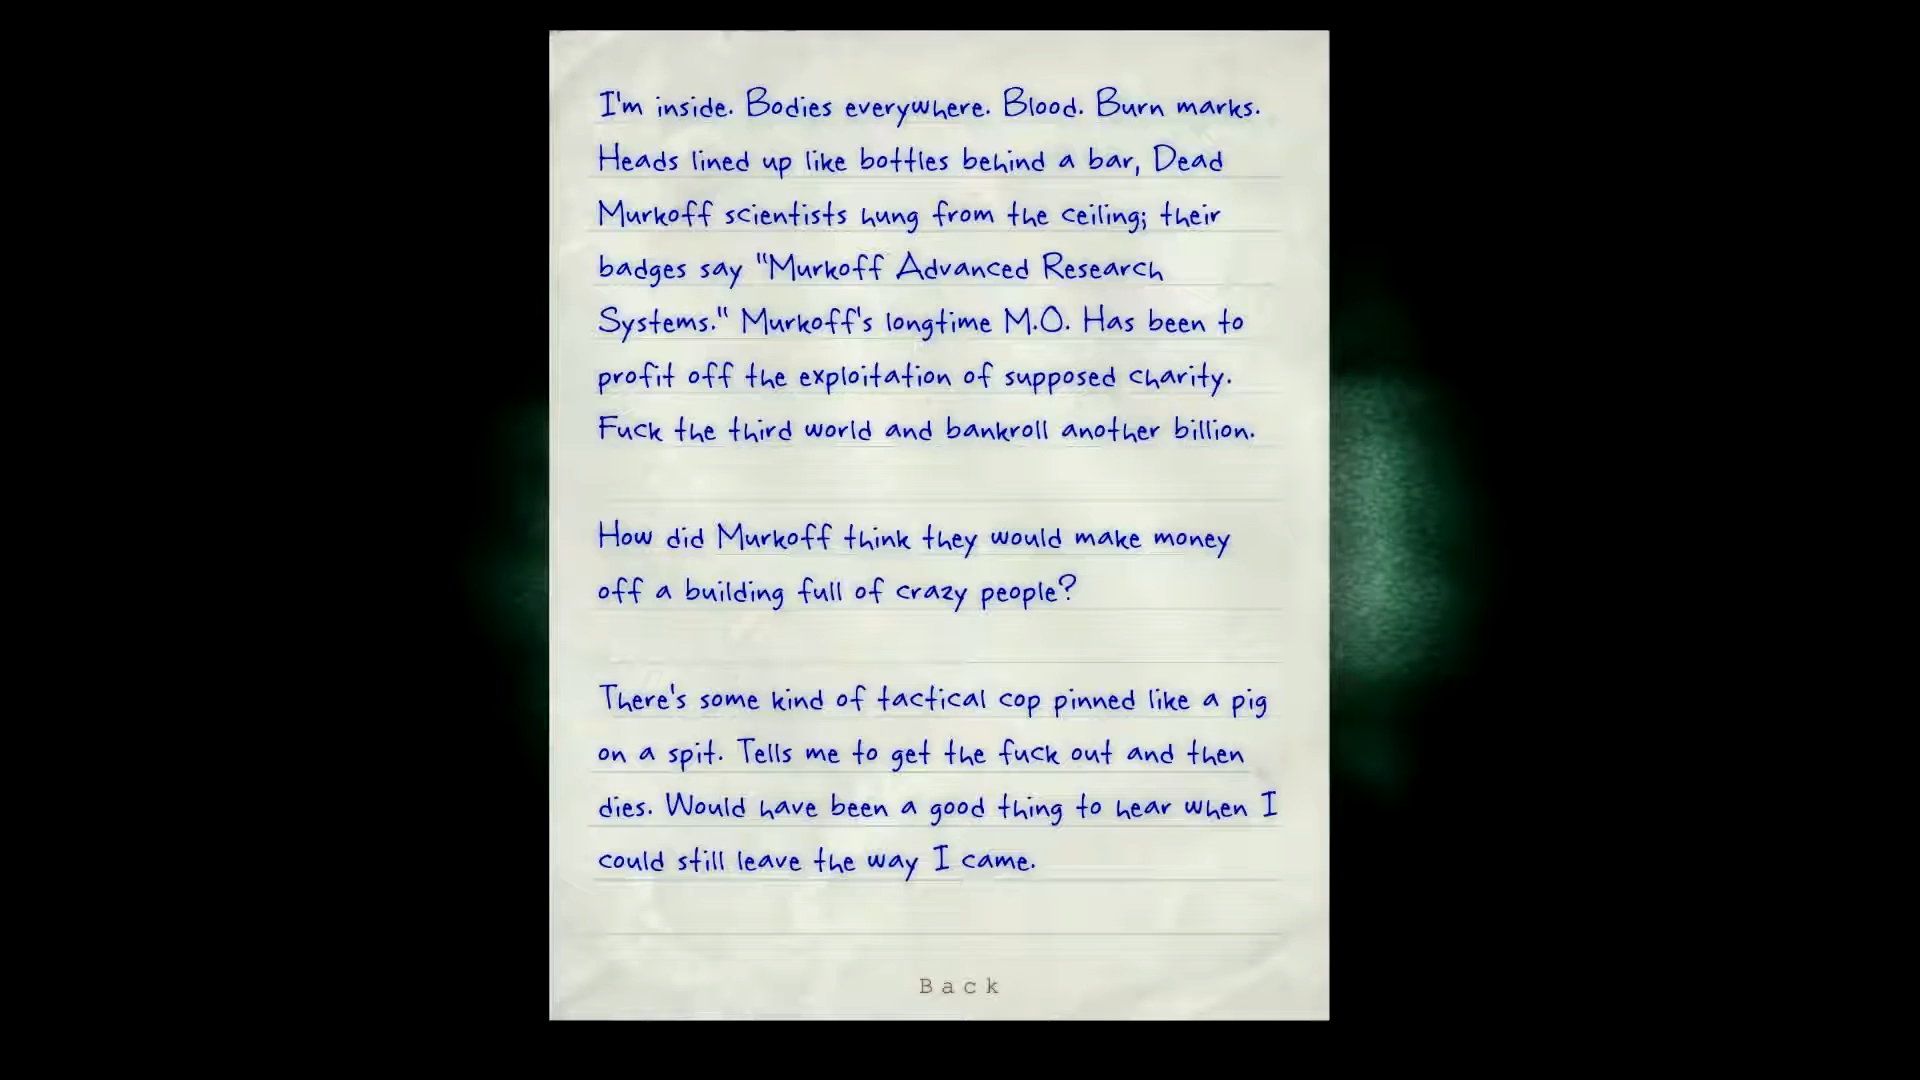 I'm inside. Bodies everywhere. Blood. Burn marks.
Heads lined up like bottles behind a bar, Dead
Murkoff scientists hung from the ceiling; their
badges say "Murkoff Advanced Research
Systems." Murkoff's longtime M.O. Has been to
profit off the exploitation of supposed charity.
Fuck the third world and bankroll another billion.
How did Murkoff think they would make money
off a building full of crazy people?
There's some kind of tactical cop pinned like a pig
on a spit. Tells me to get the fuck out and then
dies. Would have been a good thing to hear when I
could still leave the way I came.
Back